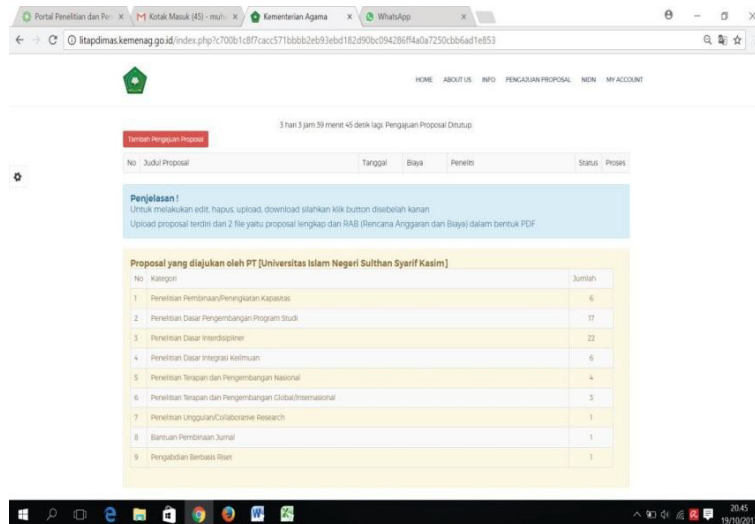 Portal Penelitian dan Per
Kotak Masuk (45) - muh
Kementerian Agama
WhatsApp
litapdimas.kemenag.go.id/index.php?
HOME ABOUT US INFO PENGAJUAN PROPOSAL NIDN MY ACCOUNT
3 hari 3 jam 39 menit 45 detik lagi. Pengajuan Proposal Ditutup.
Tambah Pengajuan Proposal
No Judul Proposal Tanggal Biaya Peneliti Status Proses
Penjelasan !
Untuk melakukan edit, hapus, upload, download silahkan klik button disebelah kanan
Upload proposal terdiri dari 2 file yaitu proposal lengkap dan RAB (Rencana Anggaran dan Biaya) dalam bentuk PDF
Proposal yang diajukan oleh PT [Universitas Islam Negeri Sulthan Syarif Kasim]
No Kategori Jumlah
1 Penelitian Pembinaan/Peningkatan Kapasitas 6
2 Penelitian Dasar Pengembangan Program Studi 17
3 Penelitian Dasar Interdisipliner 22
4 Penelitian Dasar Integrasi Keilmuan 6
5 Penelitian Terapan dan Pengembangan Nasional 4
6 Penelitian Terapan dan Pengembangan Global/Internasional 3
7 Penelitian Unggulan/Collaborative Research 1
8 Bantuan Pembinaan Jurnal 1
9 Pengabdian Berbasis Riset 1
20.45
19/10/201